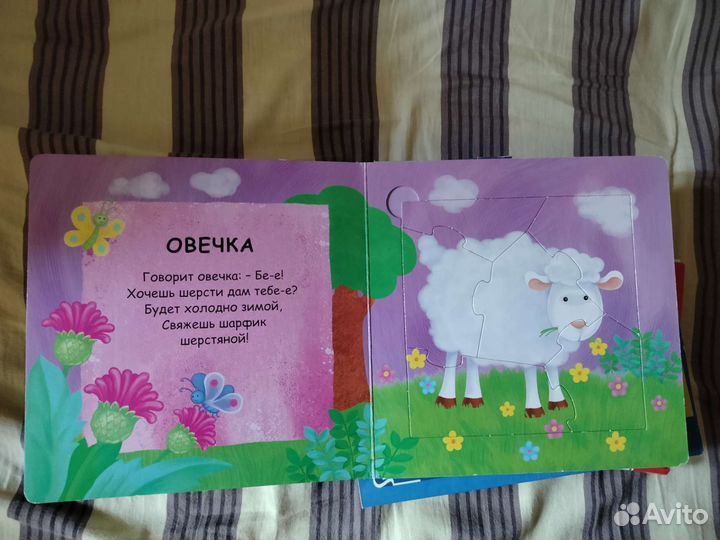 ОВЕЧКА
Говорит овечка: – Бе-е!
Хочешь шерсти дам тебе-е?
Будет холодно зимой,
Свяжешь шарфик
шерстяной!
Avito